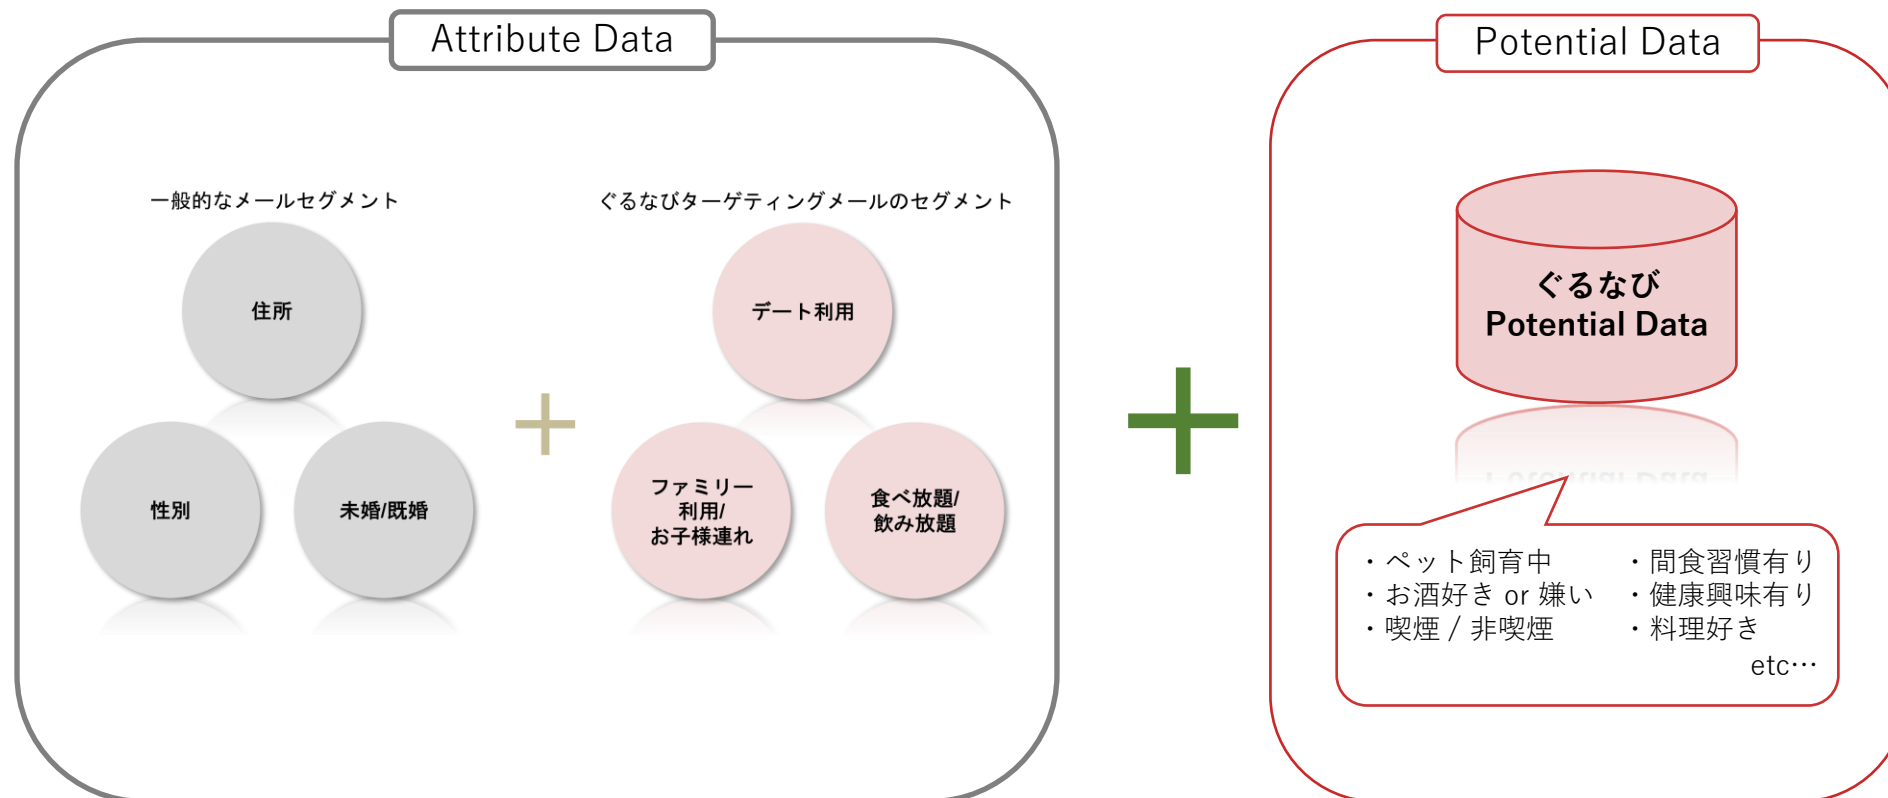 Attribute Data
一般的なメールセグメント
住所
性別
未婚/既婚
ぐるなびターゲティングメールのセグメント
デート利用
ファミリー
利用/
お子様連れ
食べ放題/
飲み放題
Potential Data
ぐるなび
Potential Data
・ペット飼育中
・お酒好き or 嫌い
・喫煙 / 非喫煙
・間食習慣有り
・健康興味有り
・料理好き
etc…